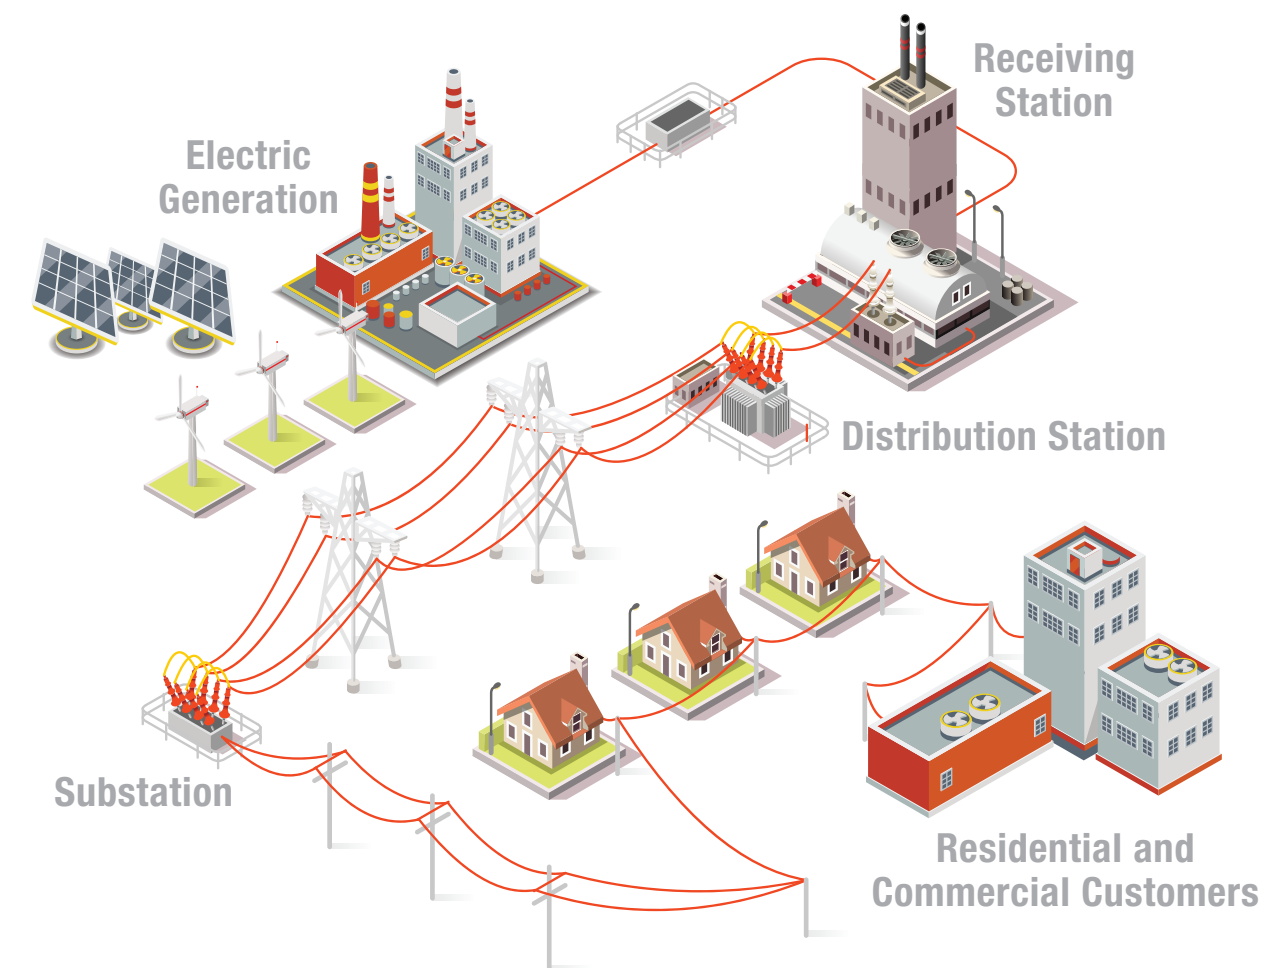 Receiving
Station
Electric
Generation
Distribution Station
Substation
Residential and
Commercial Customers